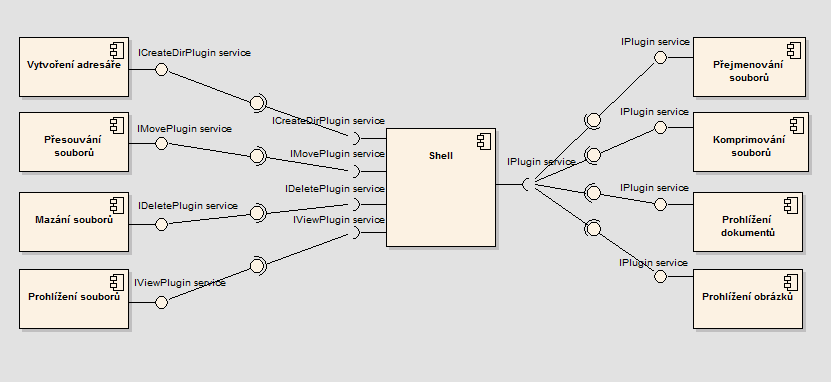 ICreateDirPlugin service
Vytvoření adresáře
ICreateDirPlugin service
IMovePlugin service
Přesouvání
souborů
IMovePlugin service
IDeletePlugin service
Mazání souborů
IDeletePlugin service
IViewPlugin service
Prohlížení souborů
IViewPlugin service
Shell
IPlugin service
IPlugin service
Přejmenování
souborů
IPlugin service
Komprimování
souborů
IPlugin service
Prohlížení
dokumentů
IPlugin service
Prohlížení obrázků